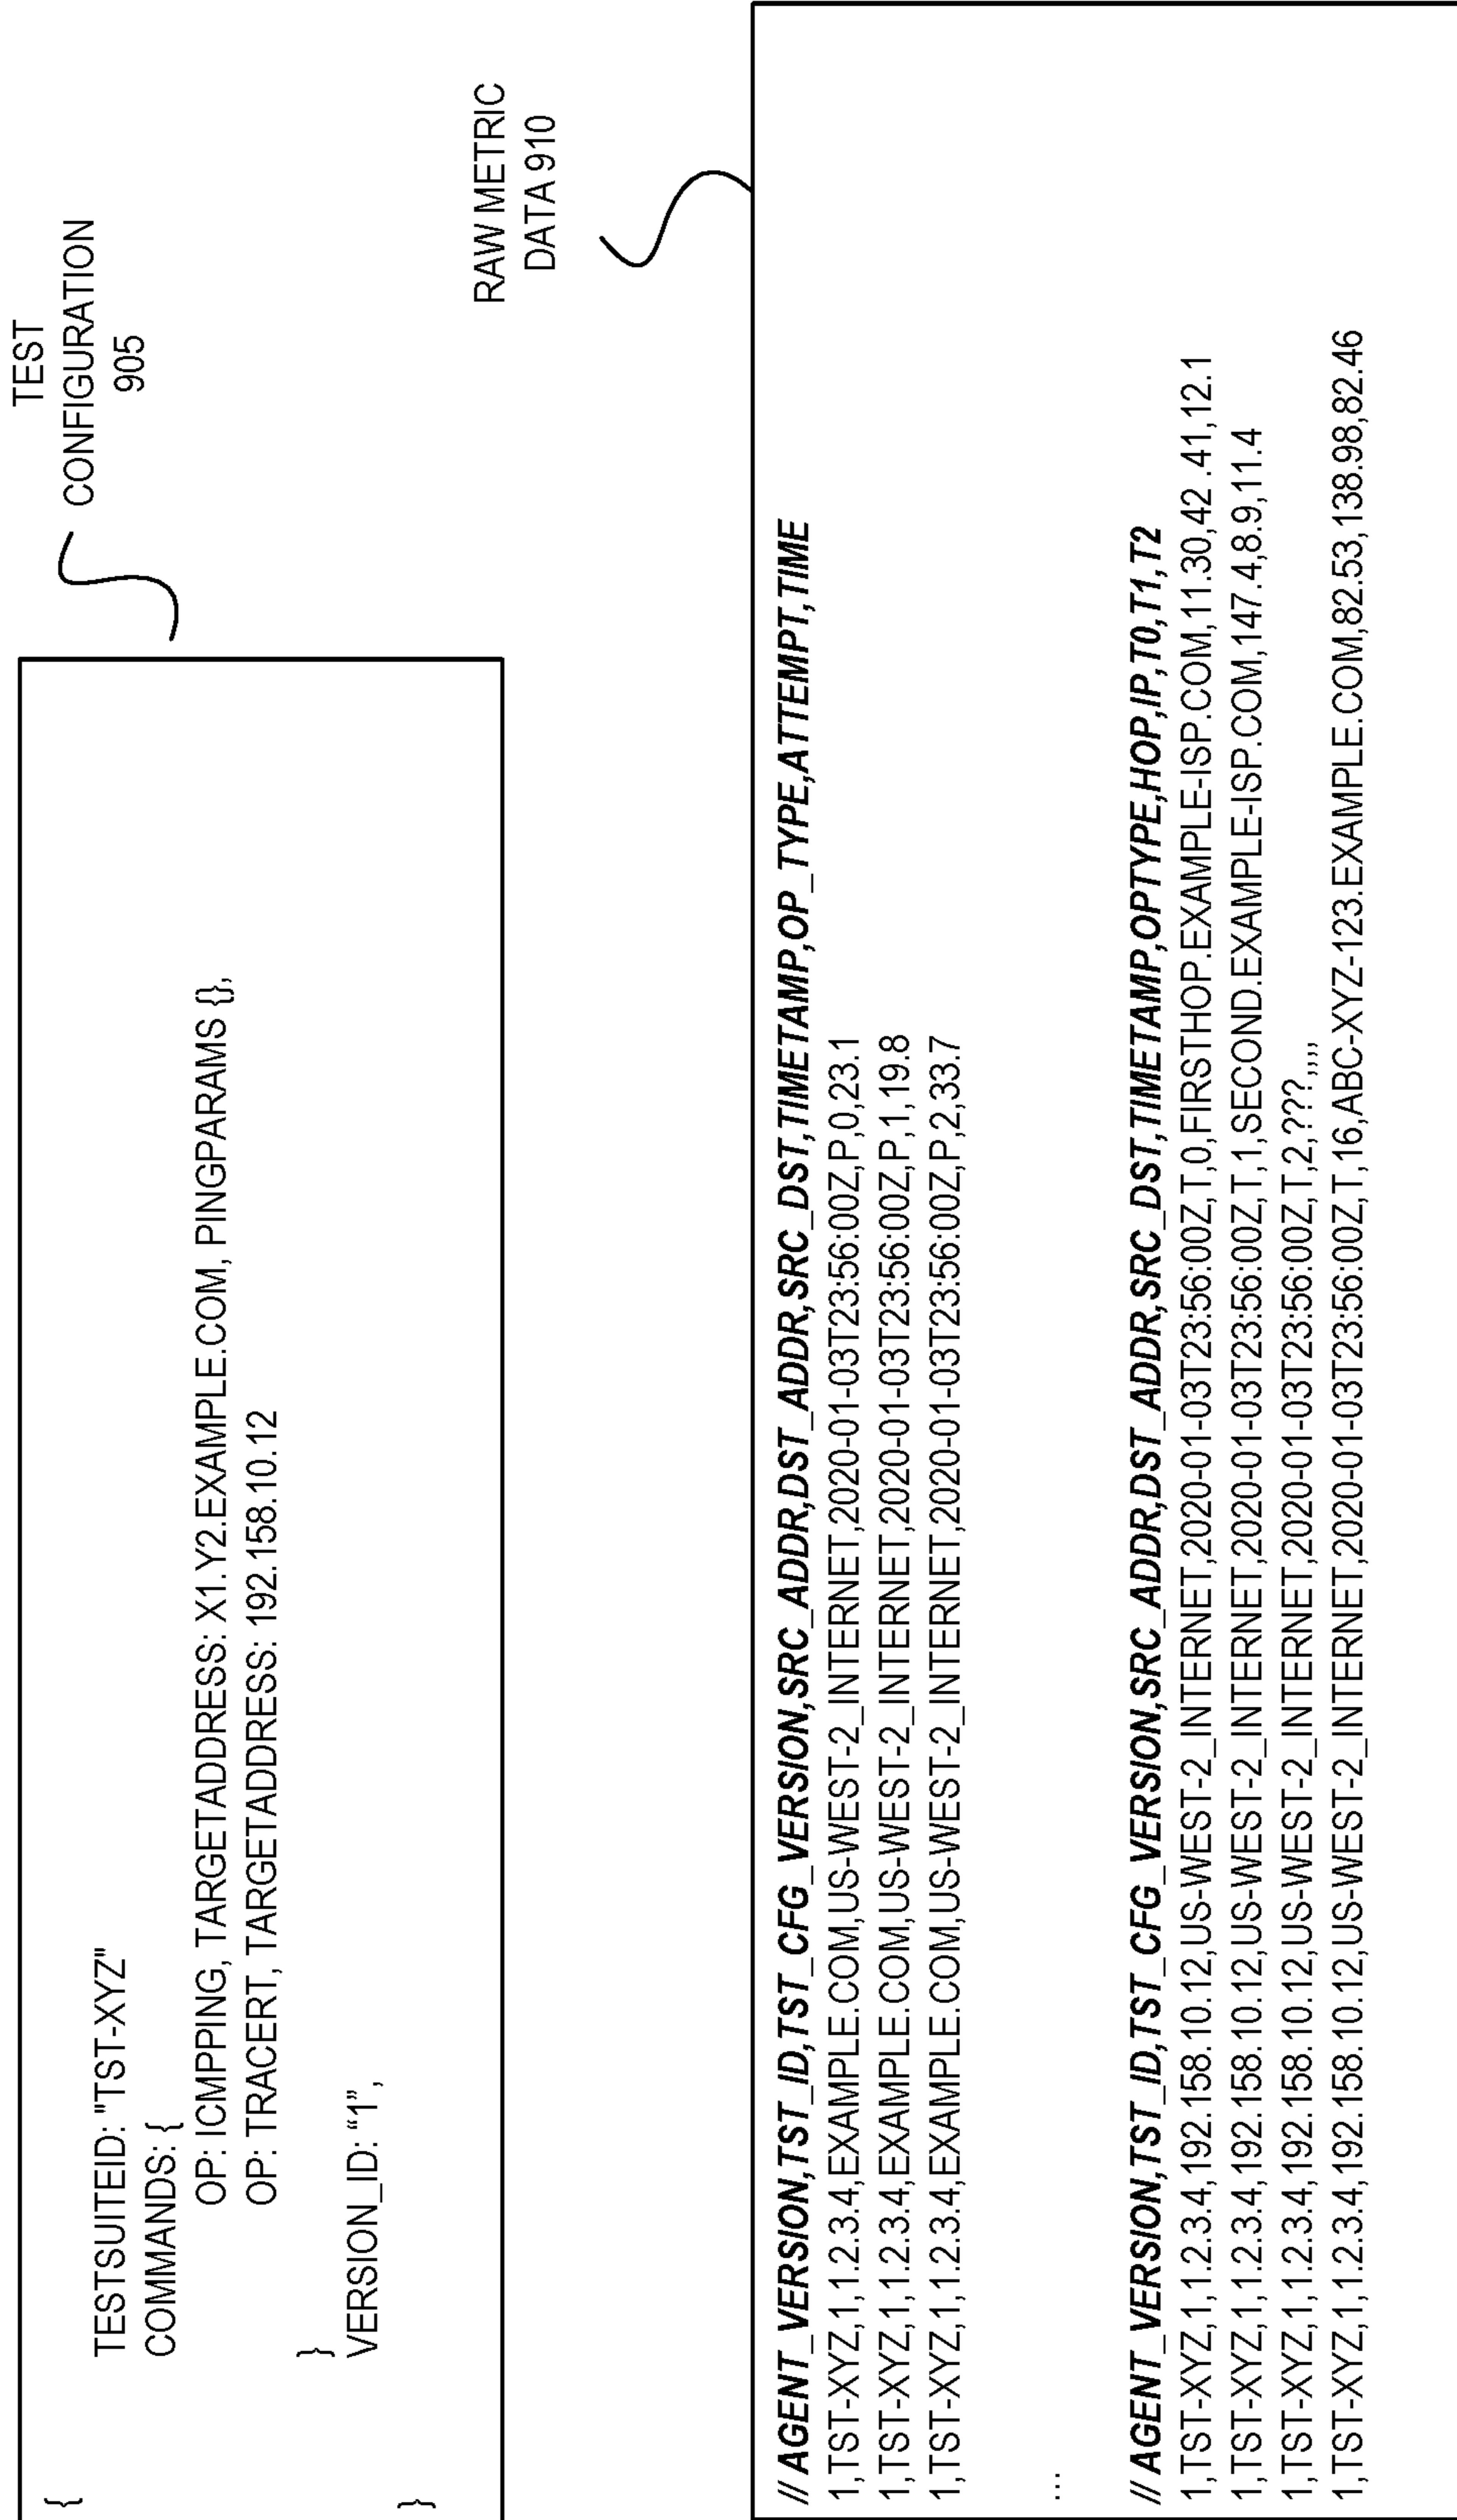 TEST
CONFIGURATION
905
{
TESTSUITEID: "TST-XYZ"
COMMANDS: {
OP: ICMPPING, TARGETADDRESS: X1.Y2.EXAMPLE.COM, PINGPARAMS {},
OP: TRACERT, TARGETADDRESS: 192.158.10.12
}
VERSION_ID: “1”,
}
RAW METRIC
DATA 910
// AGENT_VERSION,TST_ID,TST_CFG_VERSION,SRC_ADDR,DST_ADDR,SRC_DST,TIMETAMP,OP_TYPE,ATTEMPT,TIME
1,TST-XYZ,1,1.2.3.4,EXAMPLE.COM,US-WEST-2_INTERNET,2020-01-03T23:56:00Z,P,0,23.1
1,TST-XYZ,1,1.2.3.4,EXAMPLE.COM,US-WEST-2_INTERNET,2020-01-03T23:56:00Z,P,1,19.8
1,TST-XYZ,1,1.2.3.4,EXAMPLE.COM,US-WEST-2_INTERNET,2020-01-03T23:56:00Z,P,2,33.7
...
// AGENT_VERSION,TST_ID,TST_CFG_VERSION,SRC_ADDR,DST_ADDR,SRC_DST,TIMETAMP,OPTYPE,HOP,IP,T0,T1,T2
1,TST-XYZ,1,1.2.3.4,192.158.10.12,US-WEST-2_INTERNET,2020-01-03T23:56:00Z,T,0,FIRSTHOP.EXAMPLE-ISP.COM,11.30,42 .41,12.1
1,TST-XYZ,1,1.2.3.4,192.158.10.12,US-WEST-2_INTERNET,2020-01-03T23:56:00Z,T,1,SECOND.EXAMPLE-ISP.COM,147.4,8.9,11.4
1,TST-XYZ,1,1.2.3.4,192.158.10.12,US-WEST-2_INTERNET,2020-01-03T23:56:00Z,T,2,???,,,,
1,TST-XYZ,1,1.2.3.4,192.158.10.12,US-WEST-2_INTERNET,2020-01-03T23:56:00Z,T,16,ABC-XYZ-123.EXAMPLE.COM,82.53,138.98,82.46